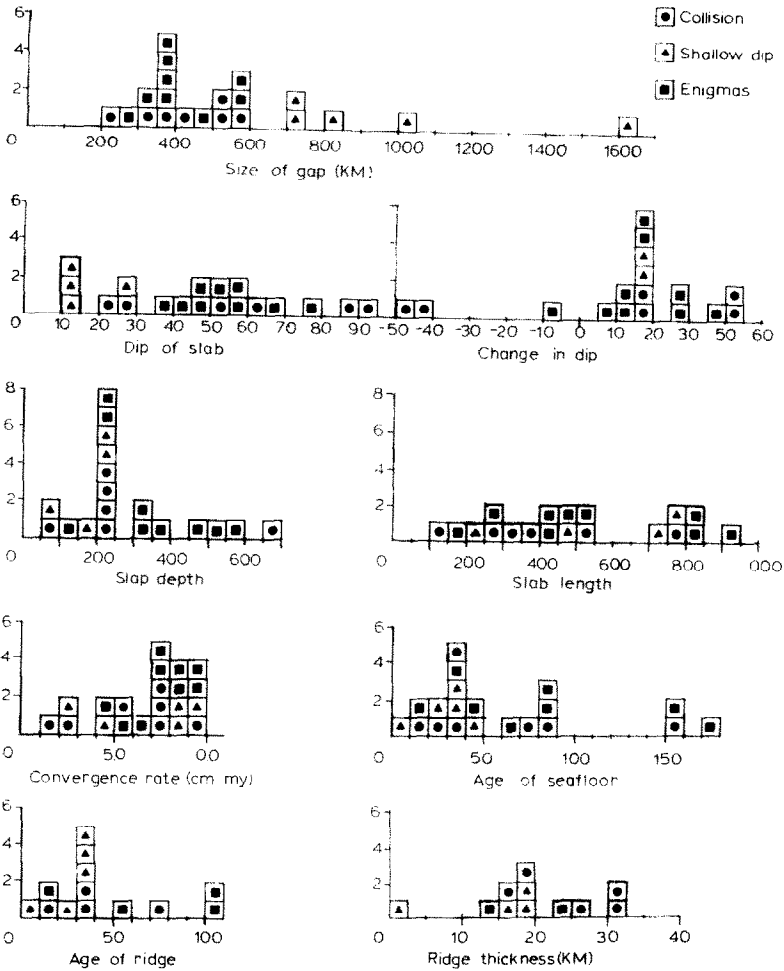 6
4
2
0
200 400 600 800 1000 1200 1400 1600
Size of gap (KM)
Collision
Shallow dip
Enigmas
6
4
2
0
10 20 30 40 50 60 70 80 90 -50 -40 -30 -20 -10 0 10 20 30 40 50 60
Dip of slab
Change in dip
8
6
4
2
0
200 400 600
Slap depth
8
6
4
2
0
200 400 600 800 000
Slab length
6
4
2
0
5.0 0.0
Convergence rate (cm my)
6
4
2
0
50 100 150
Age of seafloor
6
4
2
0
50 100
Age of ridge
6
4
2
0
10 20 30 40
Ridge thickness(KM)